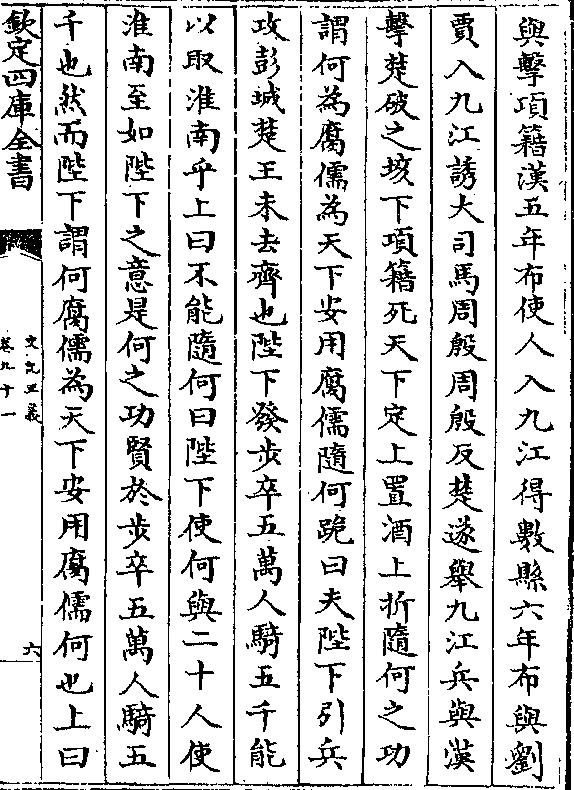 與擊項籍漢五年布使人入九江得數縣六年布與劉
賈入九江誘大司馬周殷周殷反楚遂舉九江兵與漢
擊楚破之垓下項籍死天下定上置酒上折隨何之功
謂何為腐儒為天下安用腐儒隨何跪曰夫陛下引兵
攻彭城楚王未去齊也陛下發步卒五萬人騎五千能
以取淮南乎上曰不能隨何曰陛下使何與二十人使
淮南至如陛下之意是何之功賢於步卒五萬人騎五
千也然而陛下謂何腐儒為天下安用腐儒何也上曰
欽定四庫全書
史記正義
卷九十一
六